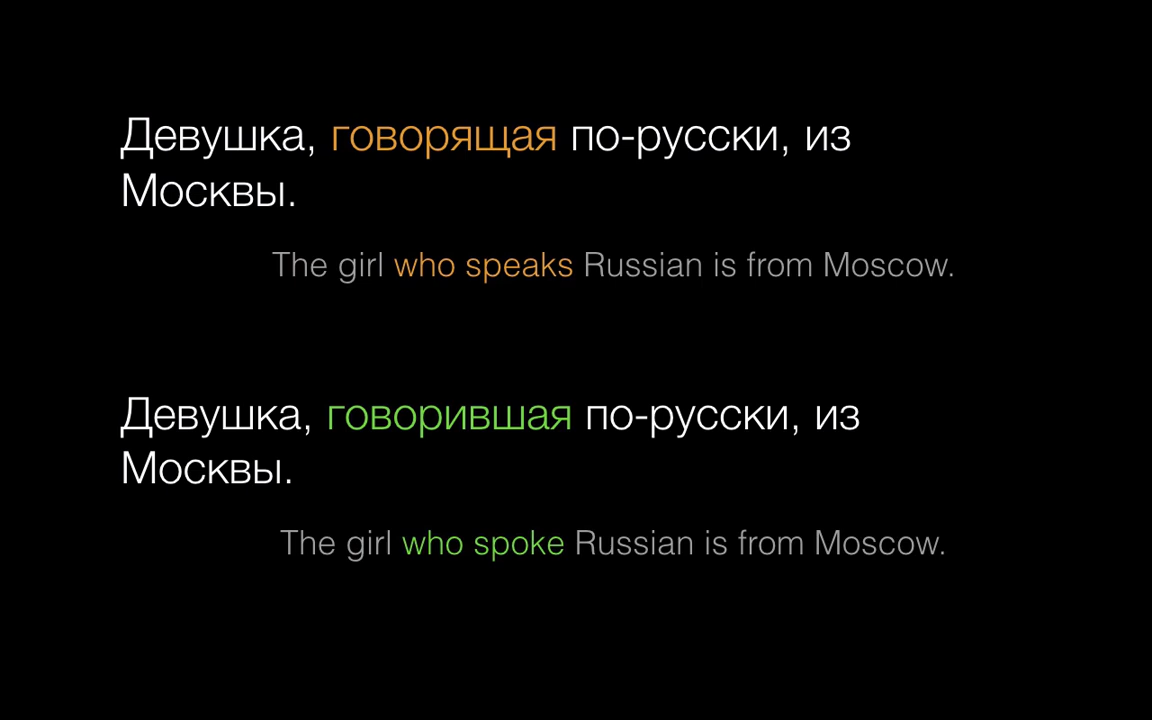 Девушка, говорящая по-русски, из
Москвы.
The girl who speaks Russian is from Moscow.
Девушка, говорившая по-русски, из
Москвы.
The girl who spoke Russian is from Moscow.